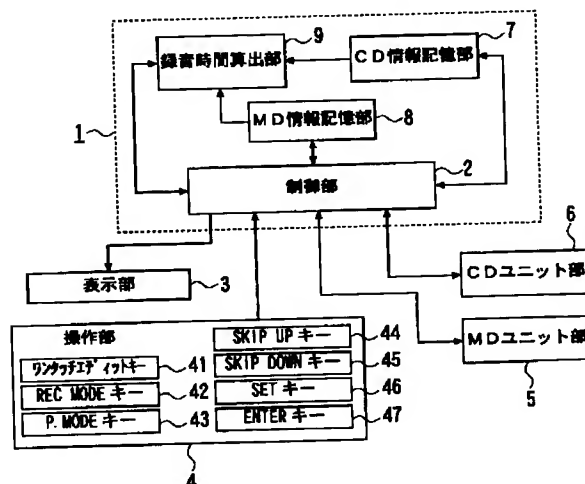 9
7
録音時間算出部
CD情報記憶部
MD情報記憶部
8
1
2
制御部
6
表示部
3
CDユニット部
操作部
SKIP UP キー
44
MDユニット部
ワンタッチエディットキー
41
SKIP DOWN キー
45
5
REC MODE キー
42
SET キー
46
P.MODE キー
43
ENTER キー
47
4